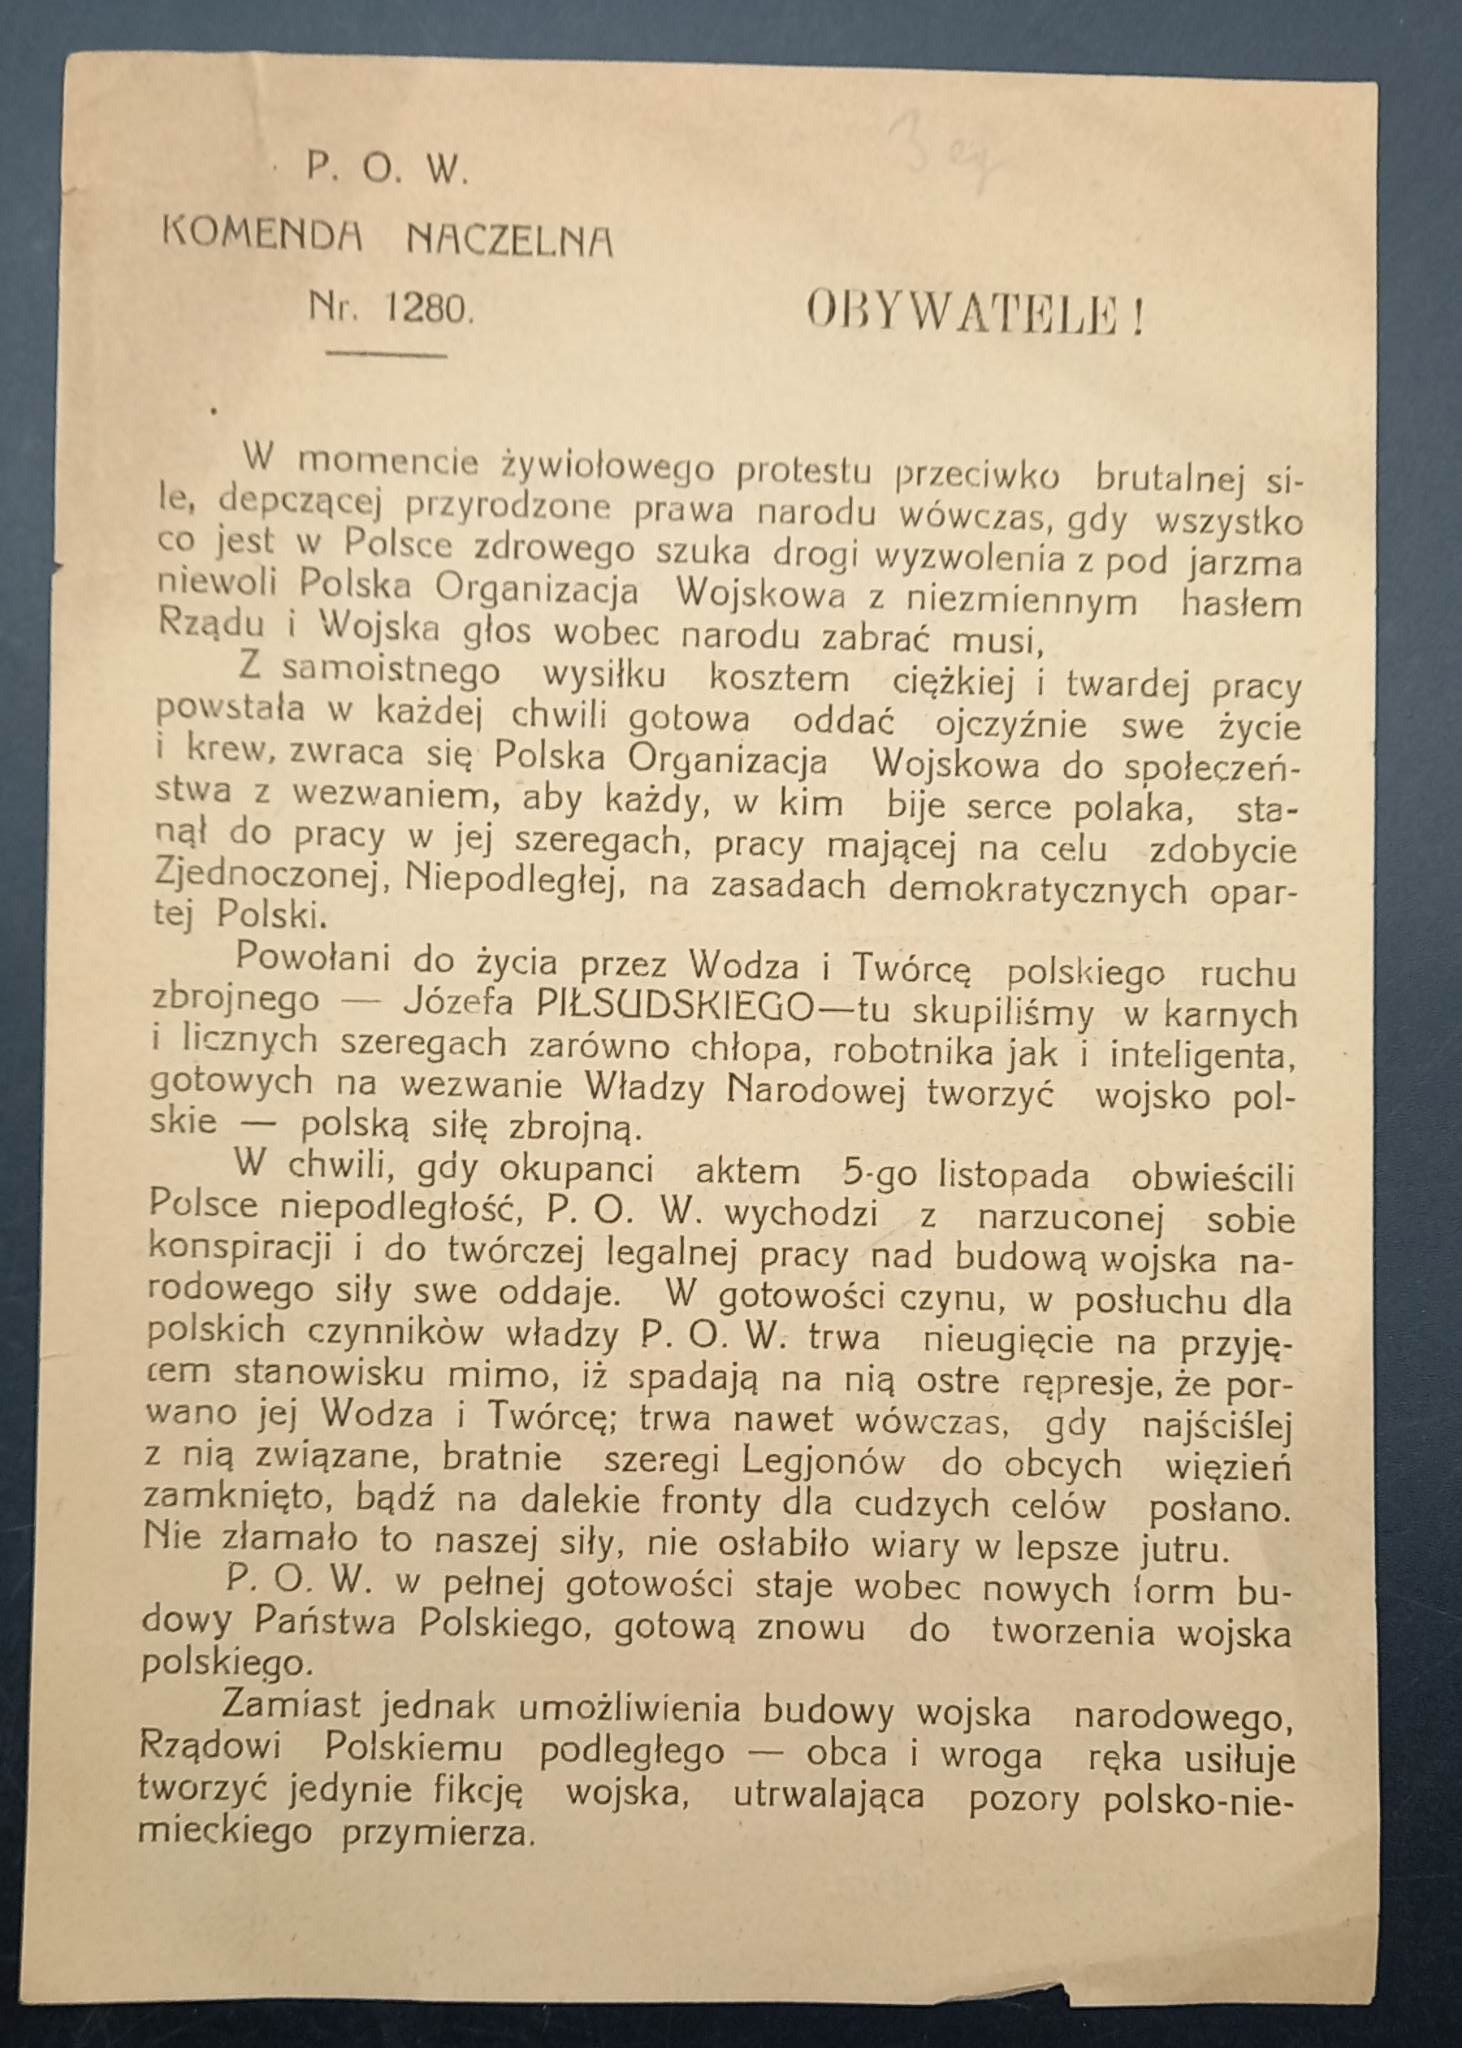 3 eg
P. O. W.
KOMENDA NACZELNA
Nr. 1280.
OBYWATELE !
W momencie żywiołowego protestu przeciwko brutalnej si-
le, depczącej przyrodzone prawa narodu wówczas, gdy wszystko
co jest w Polsce zdrowego szuka drogi wyzwolenia z pod jarzma
niewoli Polska Organizacja Wojskowa z niezmiennym hasłem
Rządu i Wojska głos wobec narodu zabrać musi,
Z samoistnego wysiłku kosztem ciężkiej i twardej pracy
powstała w każdej chwili gotowa oddać ojczyźnie swe życie
i krew, zwraca się Polska Organizacja Wojskowa do społeczeń-
stwa z wezwaniem, aby każdy, w kim bije serce polaka, sta-
nął do pracy w jej szeregach, pracy mającej na celu zdobycie
Zjednoczonej, Niepodległej, na zasadach demokratycznych opar-
tej Polski.
Powołani do życia przez Wodza i Twórcę polskiego ruchu
zbrojnego — Józefa PIŁSUDSKIEGO—tu skupiliśmy w karnych
i licznych szeregach zarówno chłopa, robotnika jak i inteligenta,
gotowych na wezwanie Władzy Narodowej tworzyć wojsko pol-
skie — polską siłę zbrojną.
W chwili, gdy okupanci aktem 5-go listopada obwieścili
Polsce niepodległość, P. O. W. wychodzi z narzuconej sobie
konspiracji i do twórczej legalnej pracy nad budową wojska na-
rodowego siły swe oddaje. W gotowości czynu, w posłuchu dla
polskich czynników władzy P. O. W. trwa nieugięcie na przyję-
tem stanowisku mimo, iż spadają na nią ostre rępresje, że por-
wano jej Wodza i Twórcę; trwa nawet wówczas, gdy najściślej
z nią związane, bratnie szeregi Legjonów do obcych więzień
zamknięto, bądź na dalekie fronty dla cudzych celów posłano.
Nie złamało to naszej siły, nie osłabiło wiary w lepsze jutru.
P. O. W. w pełnej gotowości staje wobec nowych form bu-
dowy Państwa Polskiego, gotową znowu do tworzenia wojska
polskiego.
Zamiast jednak umożliwienia budowy wojska narodowego,
Rządowi Polskiemu podległego — obca i wroga ręka usiłuje
tworzyć jedynie fikcję wojska, utrwalająca pozory polsko-nie-
mieckiego przymierza.